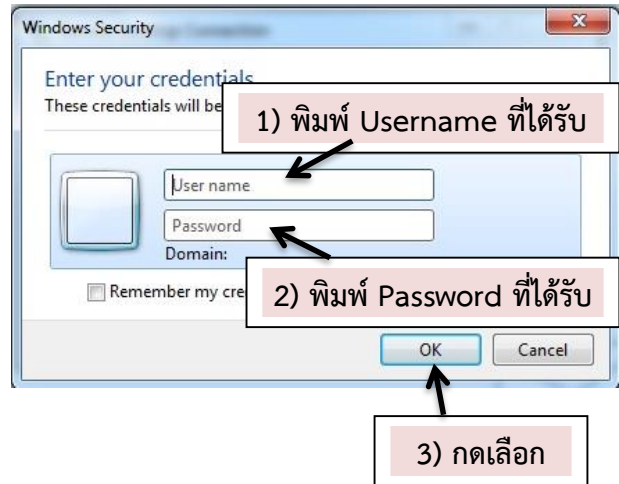 Windows Security
Enter your credentials
These credentials will be
1) พิมพ์ Username ที่ได้รับ
User name
Password
Domain:
2) พิมพ์ Password ที่ได้รับ
Remember my cre
OK
Cancel
3) กดเลือก